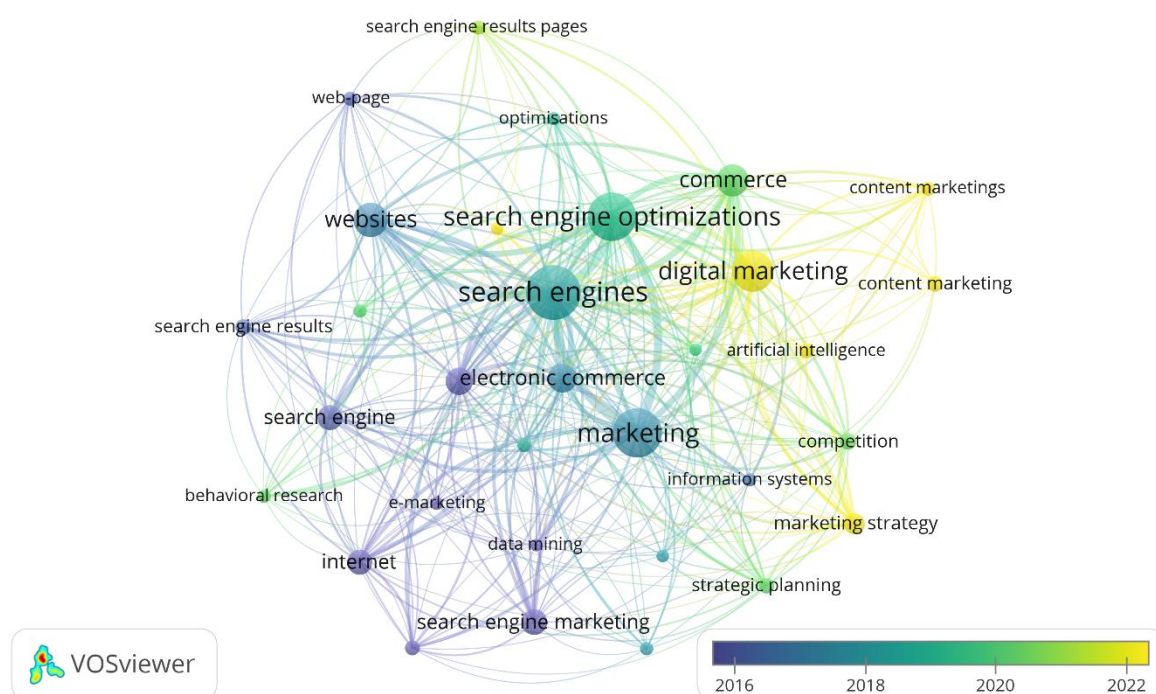 search engine results pages
web-page
optimisations
commerce
content marketings
websites
search engine optimizations
digital marketing
content marketing
search engines
search engine results
artificial intelligence
electronic commerce
search engine
marketing
competition
information systems
behavioral research
e-marketing
marketing strategy
data mining
internet
strategic planning
search engine marketing
VOSviewer
2016 2018 2020 2022